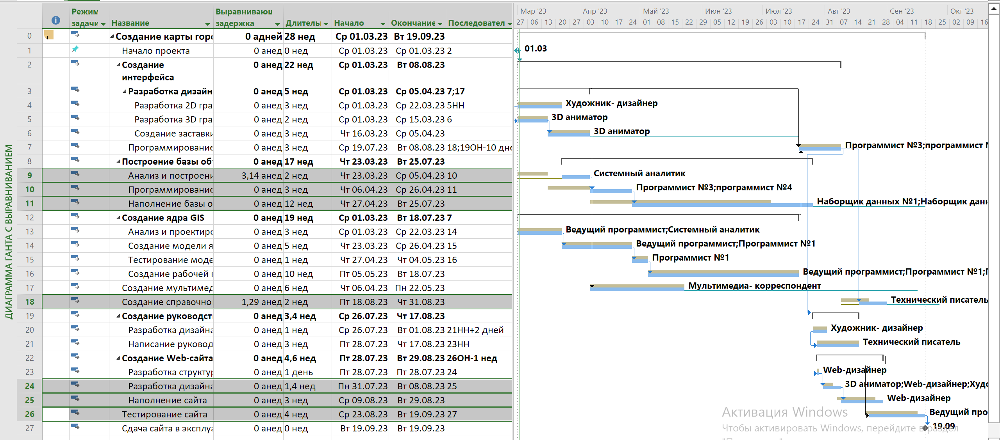 ДИАГРАММА ГАНТА С ВЫРАВНИВАНИЕМ
Режим задачи Название Выравнивающ задержка Длитель Начало Окончание Последовател
Мар '23 Апр '23 Май '23 Июн '23 Июл '23 Авг '23 Сен '23 Окт '23
27 06 13 20 27 03 10 17 24 01 08 15 22 29 05 12 19 26 03 10 17 24 31 07 14 21 28 04 11 18 25 02 09 16
0 Создание карты горо 0 адней 28 нед Ср 01.03.23 Вт 19.09.23
1 Начало проекта 0 анед 0 нед Ср 01.03.23 Ср 01.03.23 2 01.03
2 Создание интерфейса 0 анед 22 нед Ср 01.03.23 Вт 08.08.23
3 Разработка дизайн 0 анед 5 нед Ср 01.03.23 Ср 05.04.23 7;17
4 Разработка 2D гра 0 анед 3 нед Ср 01.03.23 Ср 22.03.23 5НН Художник- дизайнер
5 Разработка 3D гра 0 анед 2 нед Ср 01.03.23 Ср 15.03.23 6 3D аниматор
6 Создание заставки 0 анед 3 нед Чт 16.03.23 Ср 05.04.23 3D аниматор
7 Программирование 0 анед 3 нед Ср 19.07.23 Вт 08.08.23 18;19ОН-10 дне Программист №3;программист №
8 Построение базы об 0 анед 17 нед Чт 23.03.23 Вт 25.07.23
9 Анализ и построени 3,14 анед 2 нед Чт 23.03.23 Ср 05.04.23 10 Системный аналитик
10 Программирование 0 анед 3 нед Чт 06.04.23 Ср 26.04.23 11 Программист №3;программист №4
11 Наполнение базы о 0 анед 12 нед Чт 27.04.23 Вт 25.07.23 Наборщик данных №1;Наборщик данн
12 Создание ядра GIS 0 анед 19 нед Ср 01.03.23 Вт 18.07.23 7
13 Анализ и проектиро 0 анед 3 нед Ср 01.03.23 Ср 22.03.23 14 Ведущий программист;Системный аналитик
14 Создание модели я 0 анед 5 нед Чт 23.03.23 Ср 26.04.23 15 Ведущий программист;Программист №1
15 Тестирование моде 0 анед 1 нед Чт 27.04.23 Чт 04.05.23 16 Программист №1
16 Создание рабочей 0 анед 10 нед Пт 05.05.23 Вт 18.07.23 Ведущий программист;Программист №1;П
17 Создание мультимед 0 анед 6 нед Чт 06.04.23 Пн 22.05.23 Мультимедиа- корреспондент
18 Создание справочно 1,29 анед 2 нед Пт 18.08.23 Чт 31.08.23 Технический писатель
19 Создание руководст 0 анед 3,4 нед Ср 26.07.23 Чт 17.08.23
20 Разработка дизайна 0 анед 1 нед Ср 26.07.23 Вт 01.08.23 21НН+2 дней Художник- дизайнер
21 Написание руковод 0 анед 3 нед Пт 28.07.23 Чт 17.08.23 23НН Технический писатель
22 Создание Web-сайта 0 анед 4,6 нед Пт 28.07.23 Вт 29.08.23 26ОН-1 нед
23 Разработка структур 0 анед 1 день Пт 28.07.23 Пт 28.07.23 24 Web-дизайнер
24 Разработка дизайна 0 анед 1,4 нед Пн 31.07.23 Вт 08.08.23 25 3D аниматор;Web-дизайнер;Худо
25 Наполнение сайта 0 анед 3 нед Ср 09.08.23 Вт 29.08.23 Web-дизайнер
26 Тестирование сайта 0 анед 4 нед Ср 23.08.23 Вт 19.09.23 27 Ведущий про
27 Сдача сайта в эксплуа 0 анед 0 нед Вт 19.09.23 Вт 19.09.23 19.09
Активация Windows
Чтобы активировать Windows, перейдите в раздел